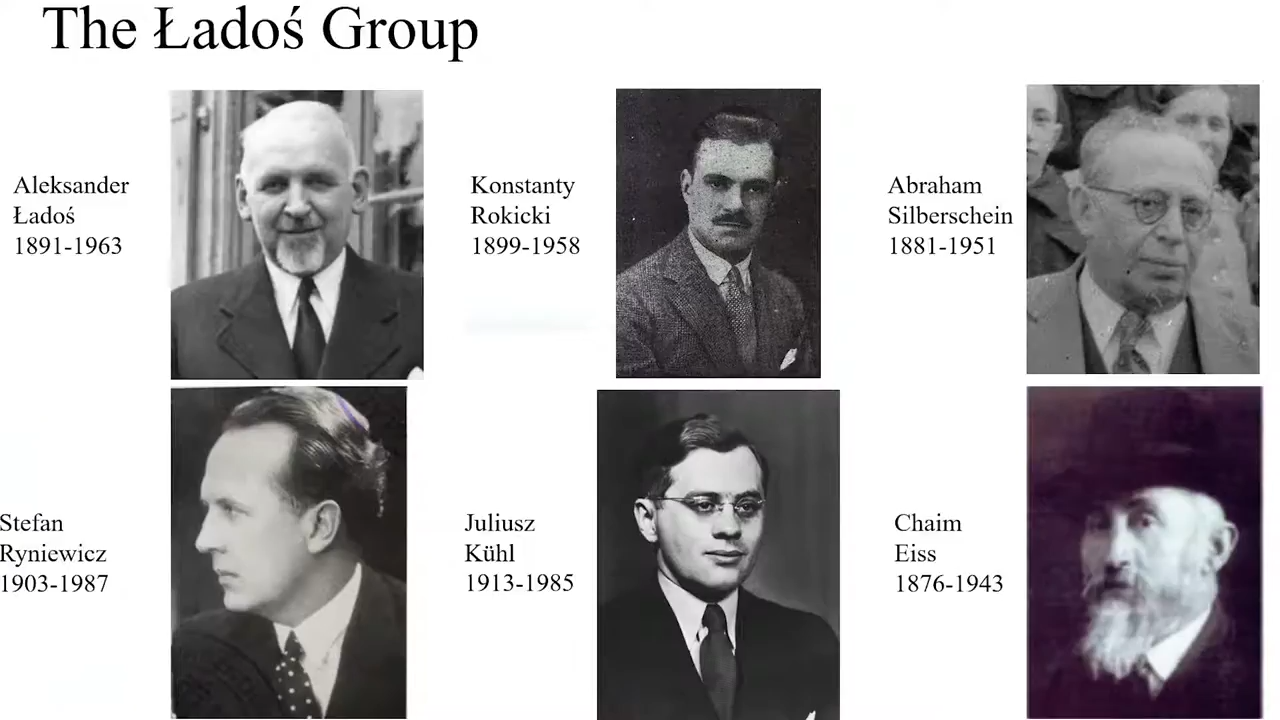 The Ładoś Group
Aleksander
Ładoś
1891-1963
Konstanty
Rokicki
1899-1958
Abraham
Silberschein
1881-1951
Stefan
Ryniewicz
1903-1987
Juliusz
Kühl
1913-1985
Chaim
Eiss
1876-1943